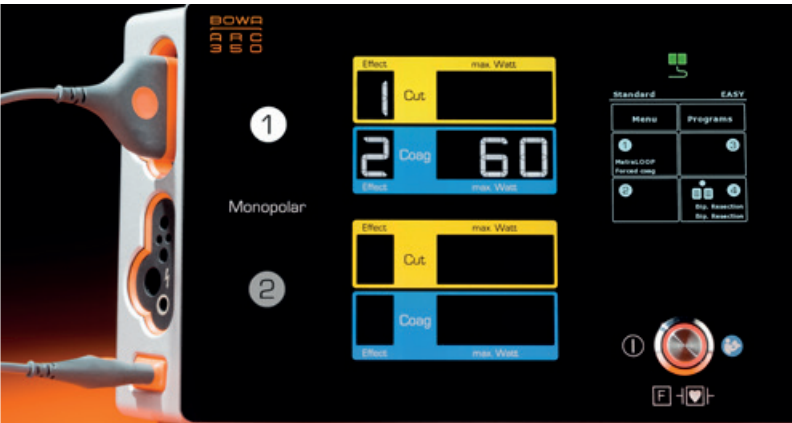 BOWA
ARC
350
Effect max. Watt
1 Cut
2 Coag 60
Effect max. Watt
1
Monopolar
Effect max. Watt
Cut
2
Coag
Effect max. Watt
Standard EASY
Menu Programs
1 3
MetraLOOP
Forced coag
2 4
Bip. Resection
Bip. Resection
F